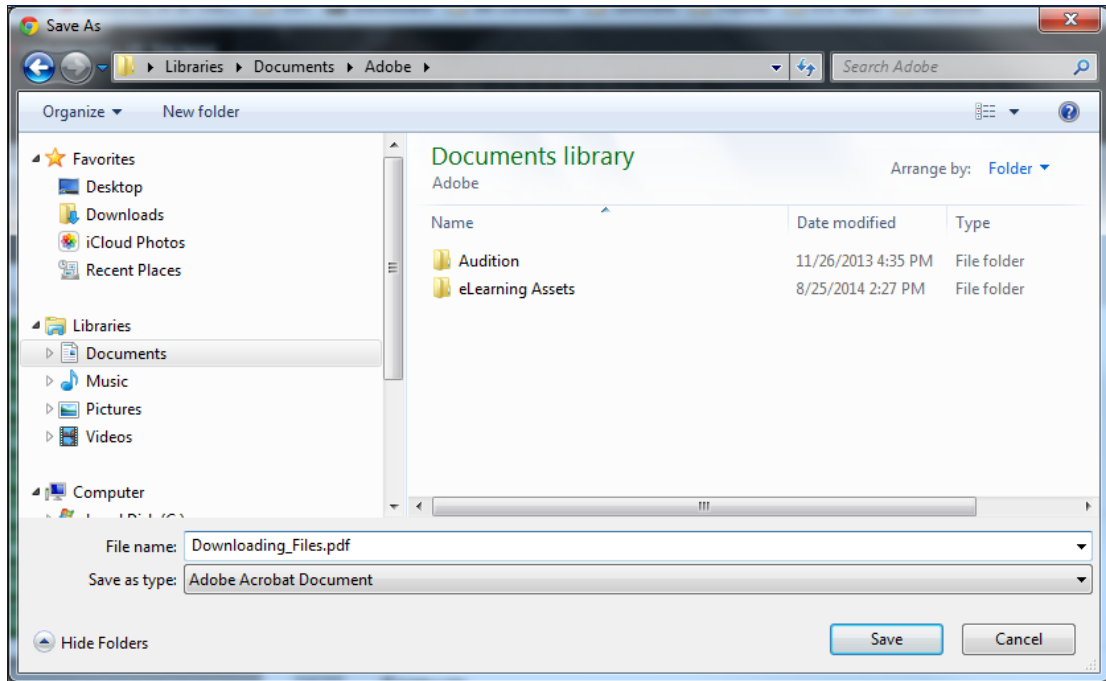 Save As
Libraries Documents Adobe
Search Adobe
Organize New folder
Favorites
Desktop
Downloads
iCloud Photos
Recent Places
Libraries
Documents
Music
Pictures
Videos
Computer
Documents library
Adobe
Arrange by: Folder
Name Date modified Type
Audition 11/26/2013 4:35 PM File folder
eLearning Assets 8/25/2014 2:27 PM File folder
File name: Downloading_Files.pdf
Save as type: Adobe Acrobat Document
Hide Folders
Save Cancel